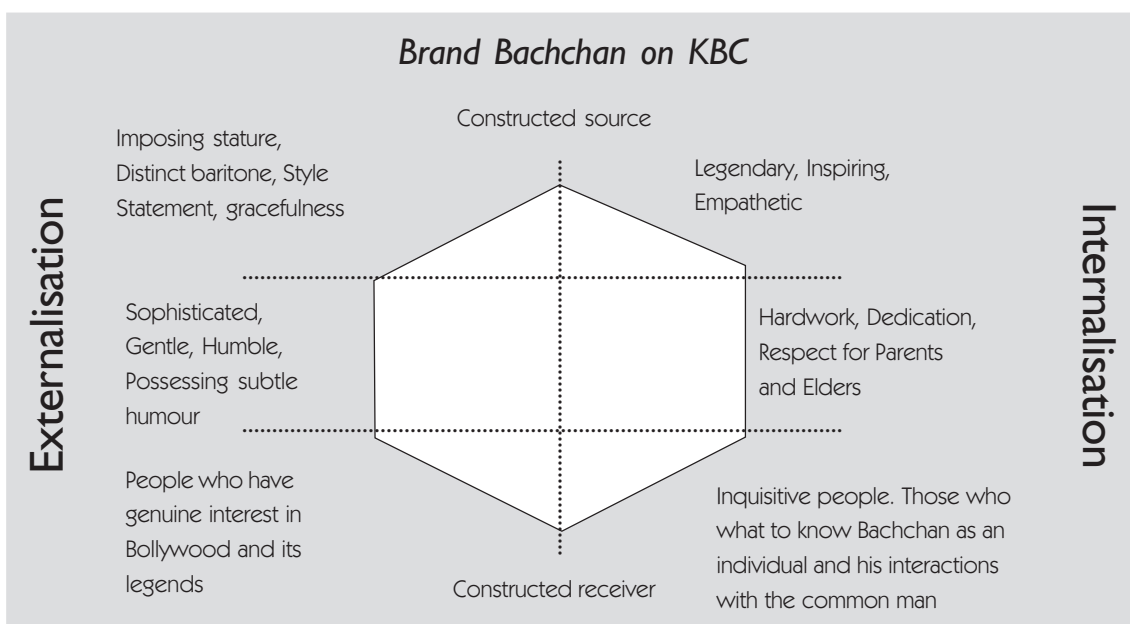 Brand Bachchan on KBC
Constructed source
Imposing stature,
Distinct baritone, Style
Statement, gracefulness
Legendary, Inspiring,
Empathetic
Externalisation
Internalisation
Sophisticated,
Gentle, Humble,
Possessing subtle
humour
Hardwork, Dedication,
Respect for Parents
and Elders
People who have
genuine interest in
Bollywood and its
legends
Inquisitive people. Those who
what to know Bachchan as an
individual and his interactions
with the common man
Constructed receiver